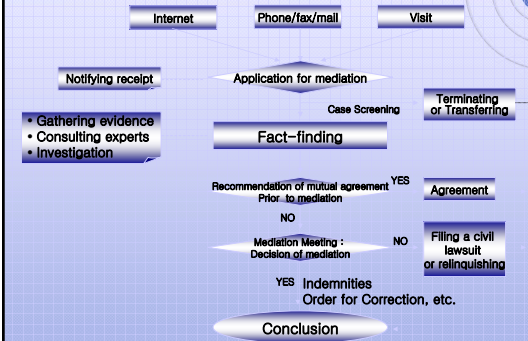 Internet
Phone/fax/mail
Visit
Notifying receipt
Application for mediation
Case Screening
Terminating
or Transferring
• Gathering evidence
• Consulting experts
• Investigation
Fact-finding
Recommendation of mutual agreement
Prior to mediation
YES
Agreement
NO
Mediation Meeting :
Decision of mediation
NO
Filing a civil
lawsuit
or relinquishing
YES
Indemnities
Order for Correction, etc.
Conclusion